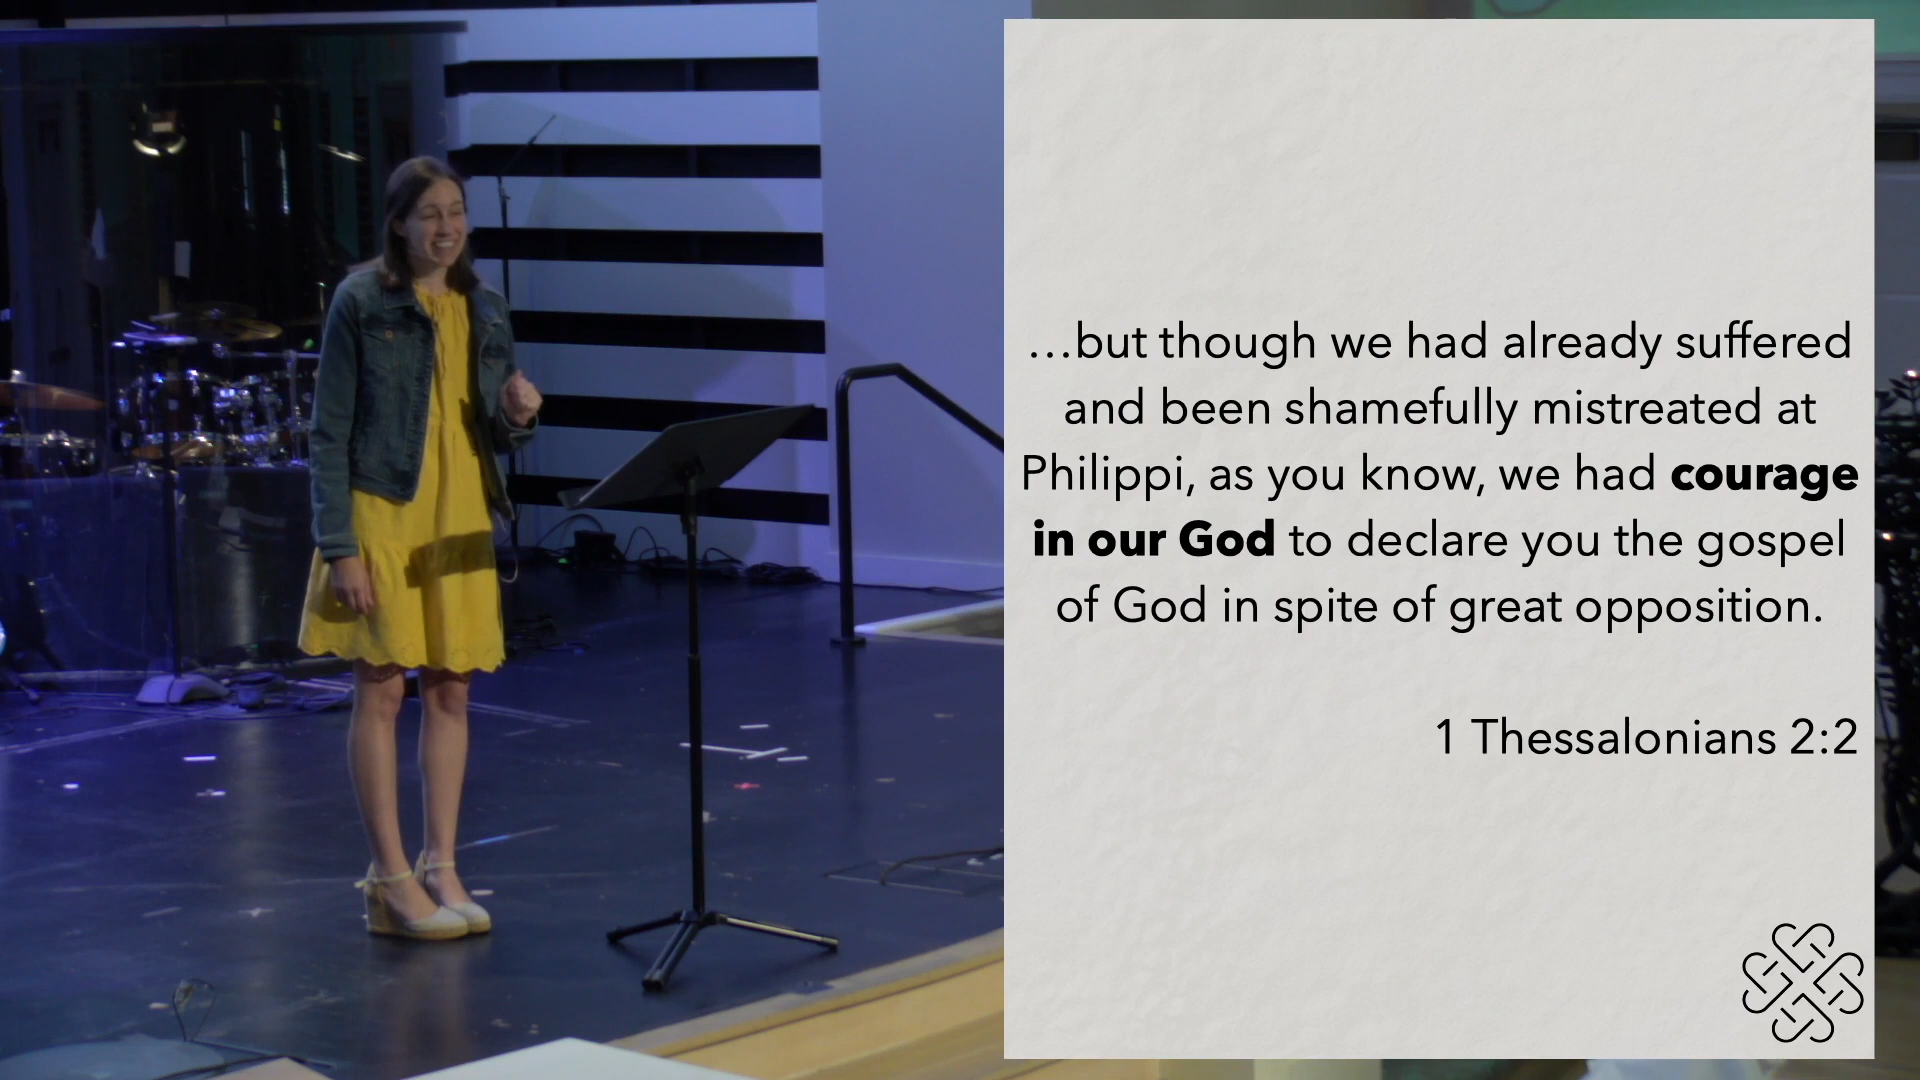 ...but though we had already suffered
and been shamefully mistreated at
Philippi, as you know, we had courage
in our God to declare you the gospel
of God in spite of great opposition.
1 Thessalonians 2:2